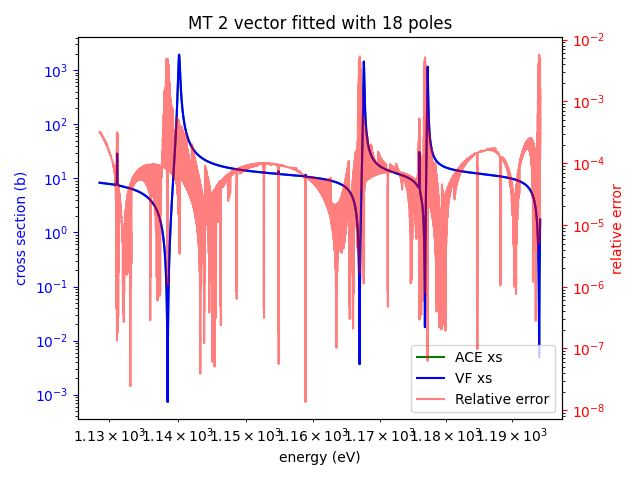 MT 2 vector fitted with 18 poles
10³
10²
10¹
10⁰
10⁻¹
10⁻²
10⁻³
cross section (b)
10⁻²
10⁻³
10⁻⁴
10⁻⁵
10⁻⁶
10⁻⁷
10⁻⁸
relative error
ACE xs
VF xs
Relative error
1.13 × 10³ 1.14 × 10³ 1.15 × 10³ 1.16 × 10³ 1.17 × 10³ 1.18 × 10³ 1.19 × 10³
energy (eV)